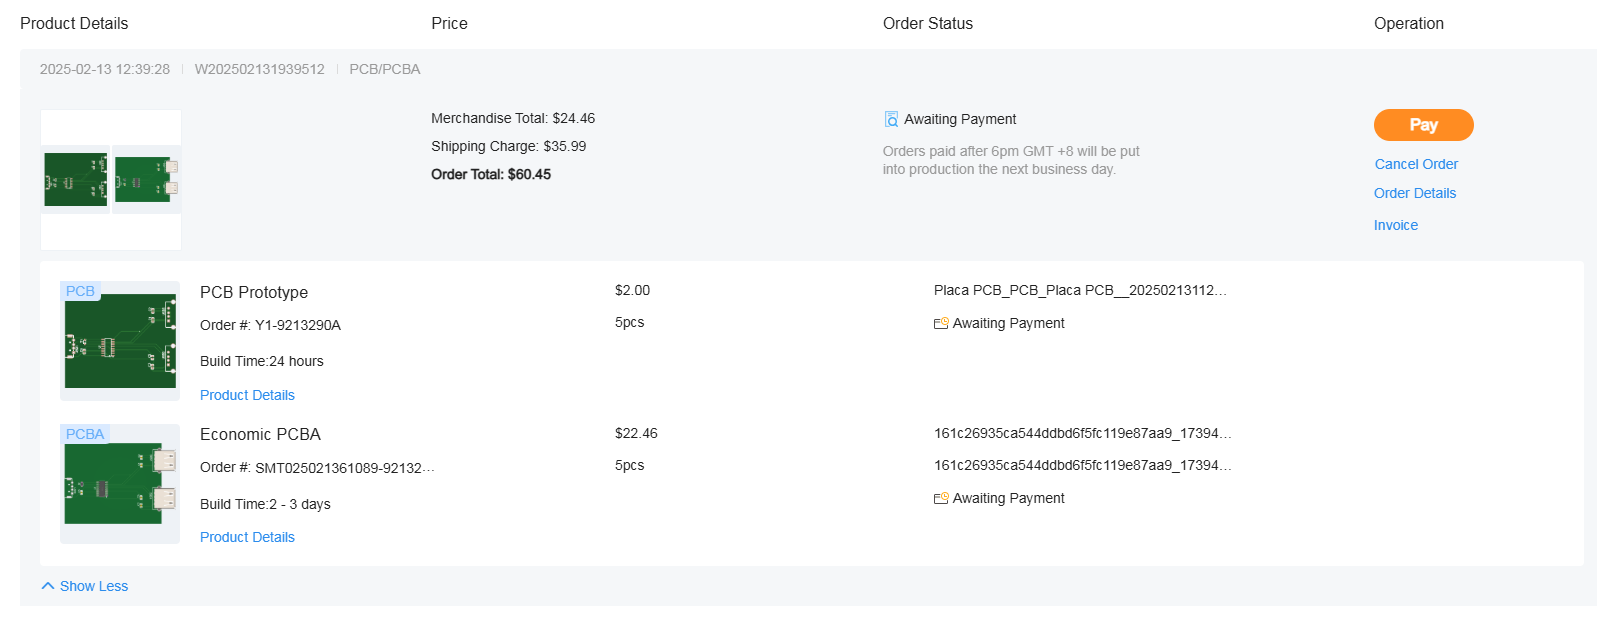 Product Details Price Order Status Operation
2025-02-13 12:39:28 | W202502131939512 | PCB/PCBA
Merchandise Total: $24.46
Shipping Charge: $35.99
Order Total: $60.45
Awaiting Payment
Orders paid after 6pm GMT +8 will be put
into production the next business day.
Pay
Cancel Order
Order Details
Invoice
PCB
PCB Prototype
Order #: Y1-9213290A
Build Time:24 hours
Product Details
$2.00
5pcs
Placa PCB_PCB_Placa PCB__20250213112...
Awaiting Payment
PCBA
Economic PCBA
Order #: SMT025021361089-92132...
Build Time:2 - 3 days
Product Details
$22.46
5pcs
161c26935ca544ddbd6f5fc119e87aa9_17394...
161c26935ca544ddbd6f5fc119e87aa9_17394...
Awaiting Payment
Show Less